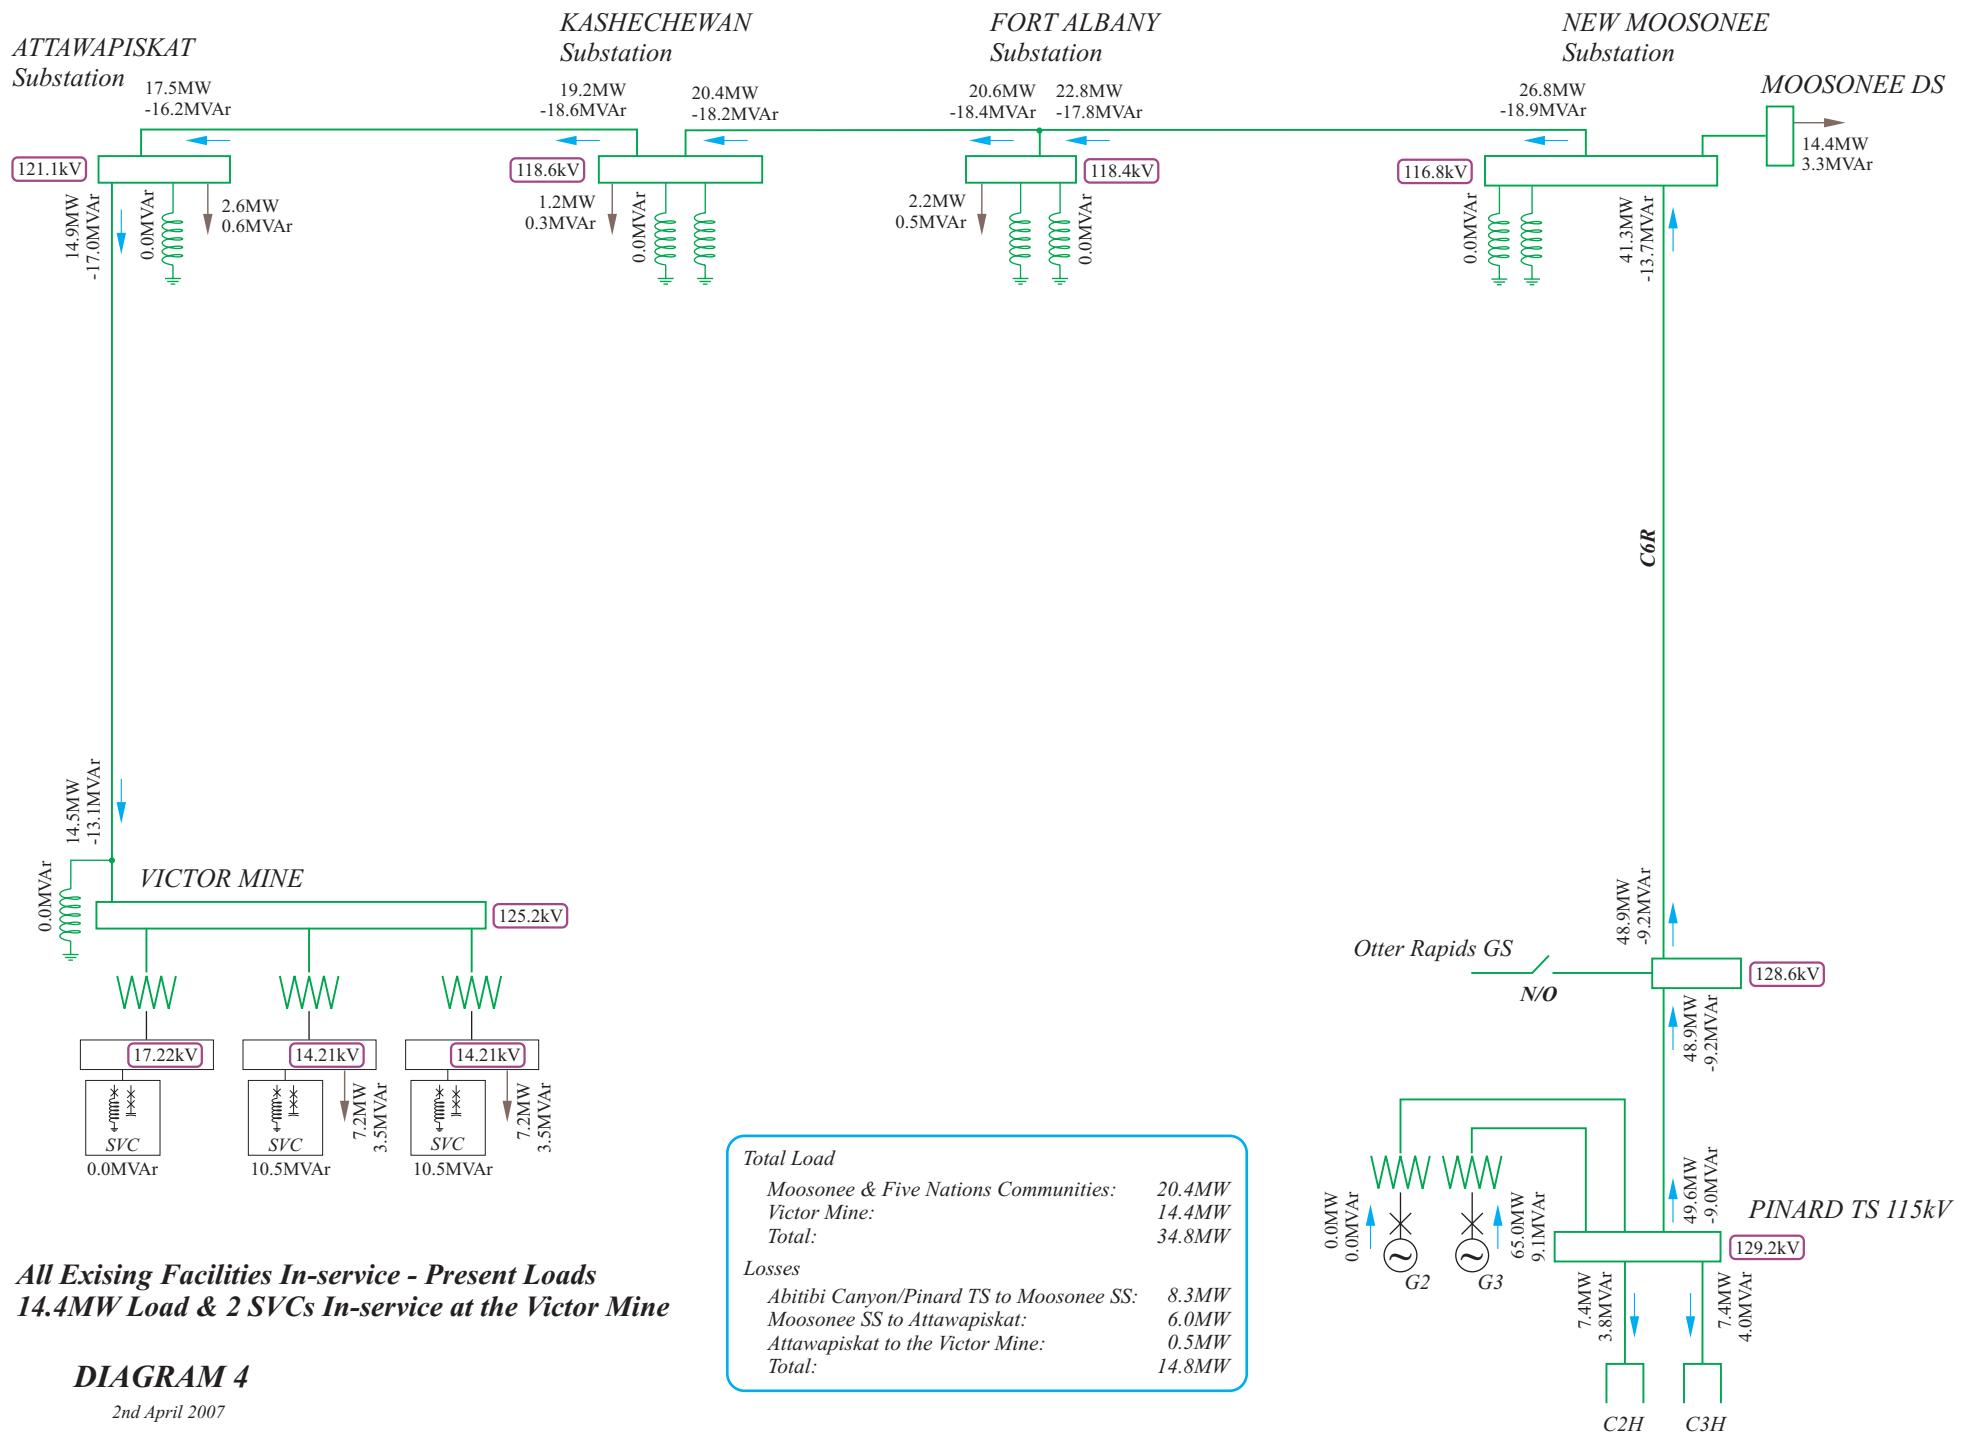 ATTAWAPISKAT
Substation
KASHECHEWAN
Substation
FORT ALBANY
Substation
NEW MOOSONEE
Substation
MOOSONEE DS
17.5MW
-16.2MVAr
19.2MW
-18.6MVAr
20.4MW
-18.2MVAr
20.6MW
-18.4MVAr
22.8MW
-17.8MVAr
26.8MW
-18.9MVAr
14.4MW
3.3MVAr
121.1kV
118.6kV
118.4kV
116.8kV
14.9MW
-17.0MVAr
0.0MVAr
2.6MW
0.6MVAr
1.2MW
0.3MVAr
0.0MVAr
2.2MW
0.5MVAr
0.0MVAr
0.0MVAr
41.3MW
-13.7MVAr
C6R
14.5MW
-13.1MVAr
0.0MVAr
VICTOR MINE
125.2kV
48.9MW
-9.2MVAr
Otter Rapids GS
N/O
128.6kV
48.9MW
-9.2MVAr
17.22kV
14.21kV
14.21kV
SVC
SVC
SVC
7.2MW
3.5MVAr
7.2MW
3.5MVAr
0.0MVAr
10.5MVAr
10.5MVAr
0.0MW
0.0MVAr
G2
65.0MW
9.1MVAr
G3
49.6MW
-9.0MVAr
PINARD TS 115kV
129.2kV
7.4MW
3.8MVAr
7.4MW
4.0MVAr
C2H
C3H
Total Load
Moosonee & Five Nations Communities: 20.4MW
Victor Mine: 14.4MW
Total: 34.8MW
Losses
Abitibi Canyon/Pinard TS to Moosonee SS: 8.3MW
Moosonee SS to Attawapiskat: 6.0MW
Attawapiskat to the Victor Mine: 0.5MW
Total: 14.8MW
All Exising Facilities In-service - Present Loads
14.4MW Load & 2 SVCs In-service at the Victor Mine
DIAGRAM 4
2nd April 2007